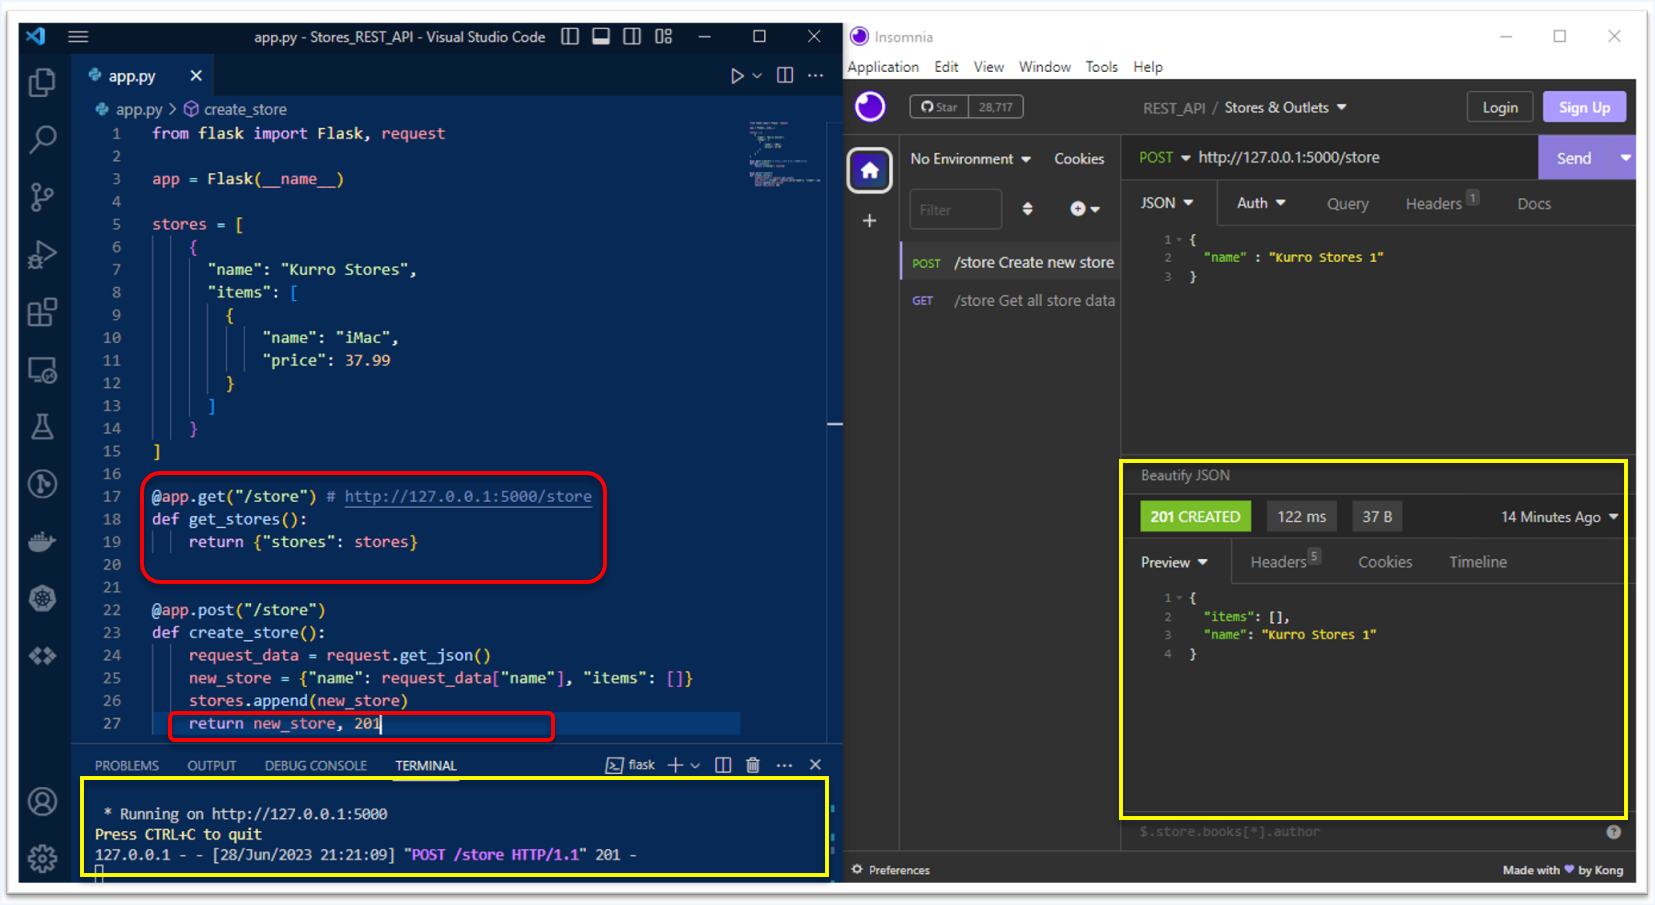 app.py - Stores_REST_API - Visual Studio Code
app.py
app.py > create_store
1 from flask import Flask, request
2
3 app = Flask(__name__)
4
5 stores = [
6 {
7 "name": "Kurro Stores",
8 "items": [
9 {
10 "name": "iMac",
11 "price": 37.99
12 }
13 ]
14 }
15 ]
16
17 @app.get("/store") # http://127.0.0.1:5000/store
18 def get_stores():
19 return {"stores": stores}
20
21
22 @app.post("/store")
23 def create_store():
24 request_data = request.get_json()
25 new_store = {"name": request_data["name"], "items": []}
26 stores.append(new_store)
27 return new_store, 201
PROBLEMS OUTPUT DEBUG CONSOLE TERMINAL flask
* Running on http://127.0.0.1:5000
Press CTRL+C to quit
127.0.0.1 - - [28/Jun/2023 21:21:09] "POST /store HTTP/1.1" 201 -
Insomnia
Application Edit View Window Tools Help
Star 28,717 REST_API / Stores & Outlets Login Sign Up
No Environment Cookies
Filter
POST /store Create new store
GET /store Get all store data
POST http://127.0.0.1:5000/store Send
JSON Auth Query Headers 1 Docs
1 {
2 "name" : "Kurro Stores 1"
3 }
Beautify JSON
201 CREATED 122 ms 37 B 14 Minutes Ago
Preview Headers 5 Cookies Timeline
1 {
2 "items": [],
3 "name": "Kurro Stores 1"
4 }
$.store.books[*].author ?
Preferences Made with by Kong